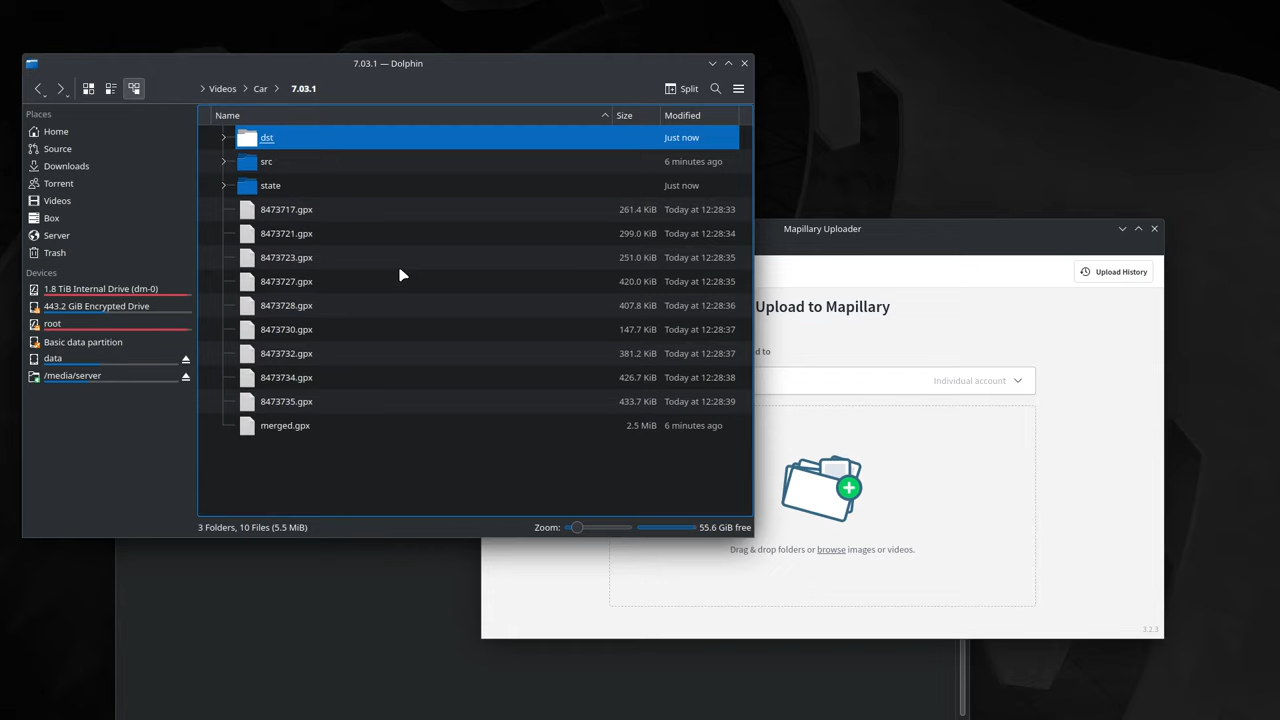 7.03.1 — Dolphin
Videos Car 7.03.1
Split
Places
Home
Source
Downloads
Torrent
Videos
Box
Server
Trash
Devices
1.8 TiB Internal Drive (dm-0)
443.2 GiB Encrypted Drive
root
Basic data partition
data
/media/server
Name Size Modified
dst Just now
src 6 minutes ago
state Just now
8473717.gpx 261.4 KiB Today at 12:28:33
8473721.gpx 299.0 KiB Today at 12:28:34
8473723.gpx 251.0 KiB Today at 12:28:35
8473727.gpx 420.0 KiB Today at 12:28:35
8473728.gpx 407.8 KiB Today at 12:28:36
8473730.gpx 147.7 KiB Today at 12:28:37
8473732.gpx 381.2 KiB Today at 12:28:37
8473734.gpx 426.7 KiB Today at 12:28:38
8473735.gpx 433.7 KiB Today at 12:28:39
merged.gpx 2.5 MiB 6 minutes ago
3 Folders, 10 Files (5.5 MiB)
Zoom:
55.6 GiB free
Mapillary Uploader
Upload History
Upload to Mapillary
d to
Individual account
Drag & drop folders or browse images or videos.
3.2.3